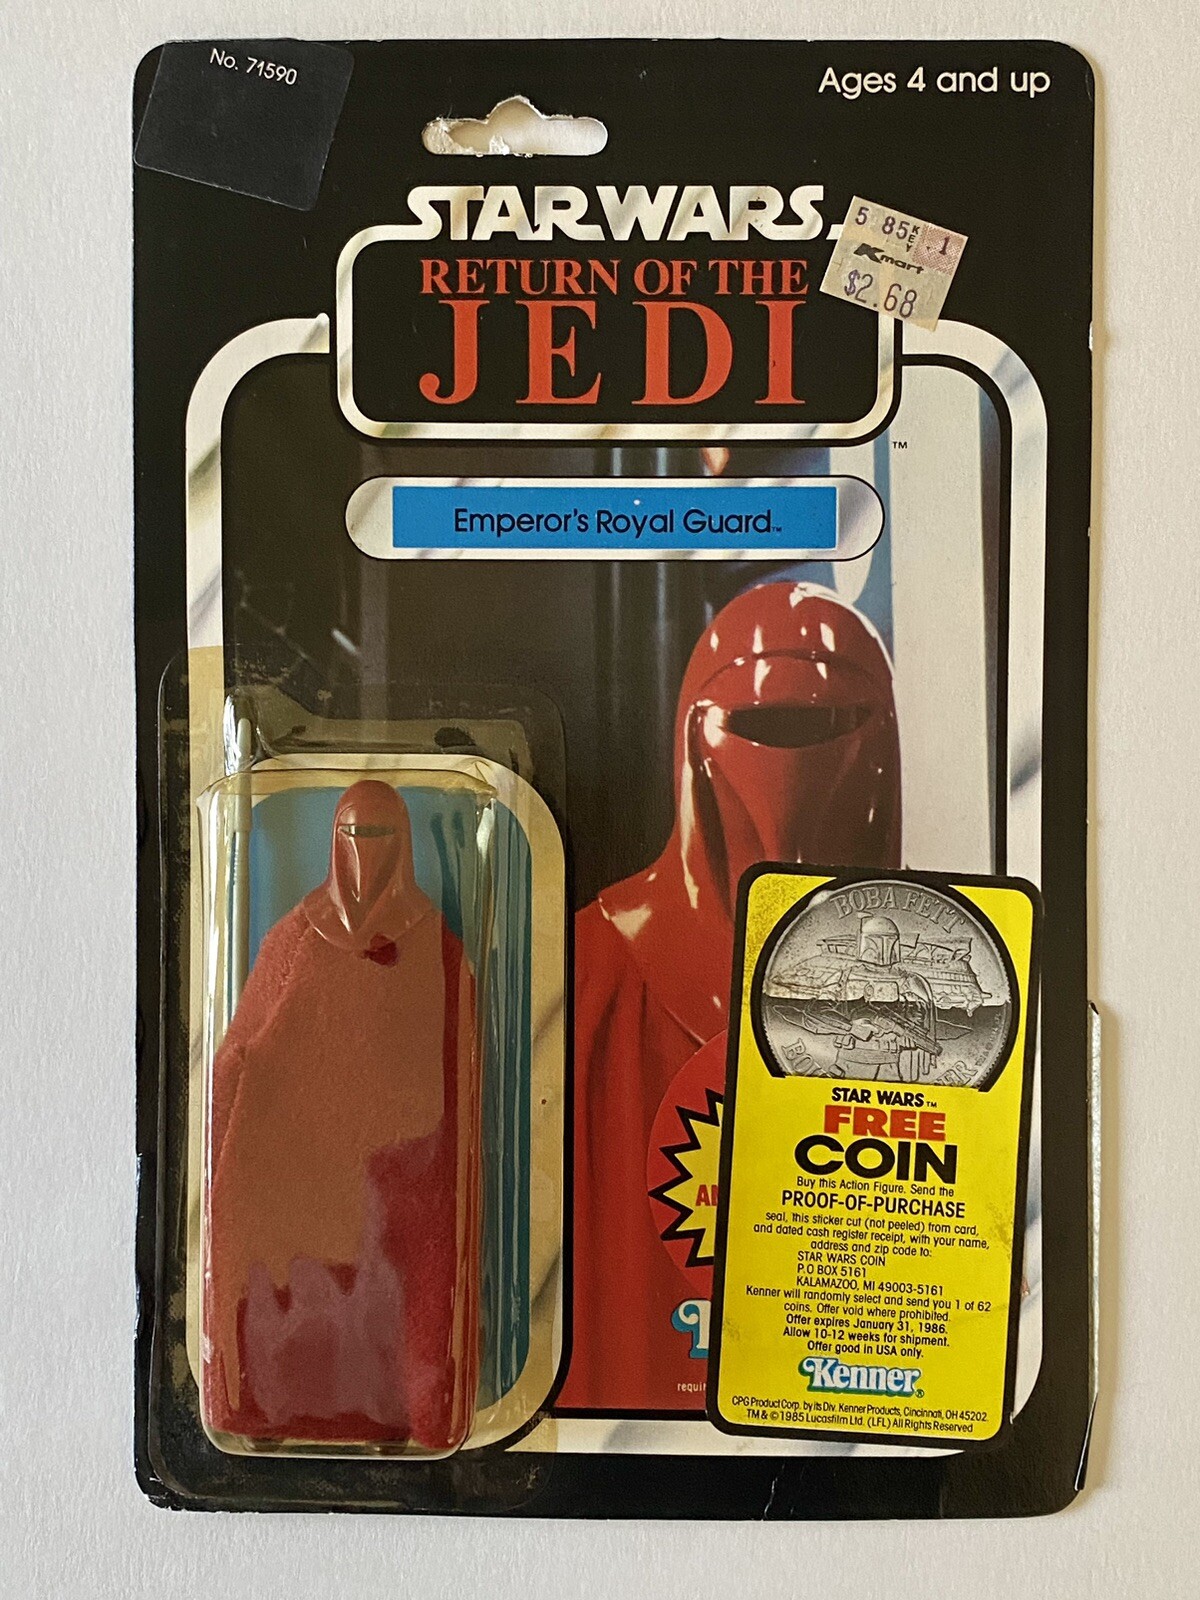 No. 71590
Ages 4 and up
STAR WARS
5 85 KEY 1
Kmart
$2.68
RETURN OF THE
JEDI
TM
Emperor's Royal Guard TM
BOBA FETT
STAR WARS TM
FREE
COIN
Buy this Action Figure. Send the
PROOF-OF-PURCHASE
seal, this sticker cut (not peeled) from card,
and dated cash register receipt, with your name,
address and zip code to:
STAR WARS COIN
P.O BOX 5161
KALAMAZOO, MI 49003-5161
Kenner will randomly select and send you 1 of 62
coins. Offer void where prohibited.
Offer expires January 31, 1986.
Allow 10-12 weeks for shipment.
Offer good in USA only.
Kenner®
CPG Product Corp. by its Div. Kenner Products, Cincinnati, OH 45202.
TM & © 1985 Lucasfilm Ltd. (LFL) All Rights Reserved